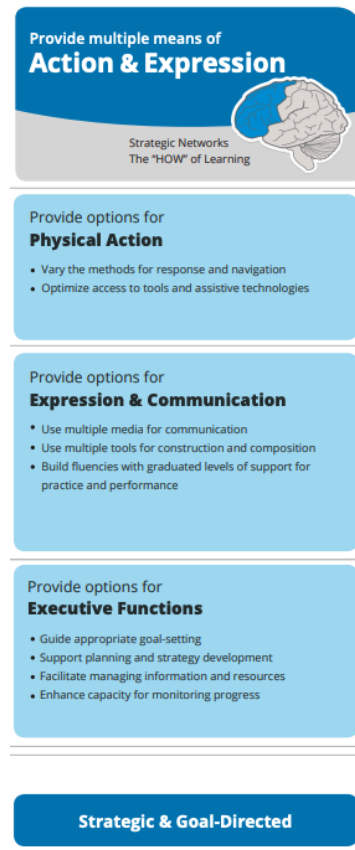 Provide multiple means of
Action & Expression
Strategic Networks
The “HOW” of Learning
Provide options for
Physical Action
• Vary the methods for response and navigation
• Optimize access to tools and assistive technologies
Provide options for
Expression & Communication
• Use multiple media for communication
• Use multiple tools for construction and composition
• Build fluencies with graduated levels of support for
practice and performance
Provide options for
Executive Functions
• Guide appropriate goal-setting
• Support planning and strategy development
• Facilitate managing information and resources
• Enhance capacity for monitoring progress
Strategic & Goal-Directed